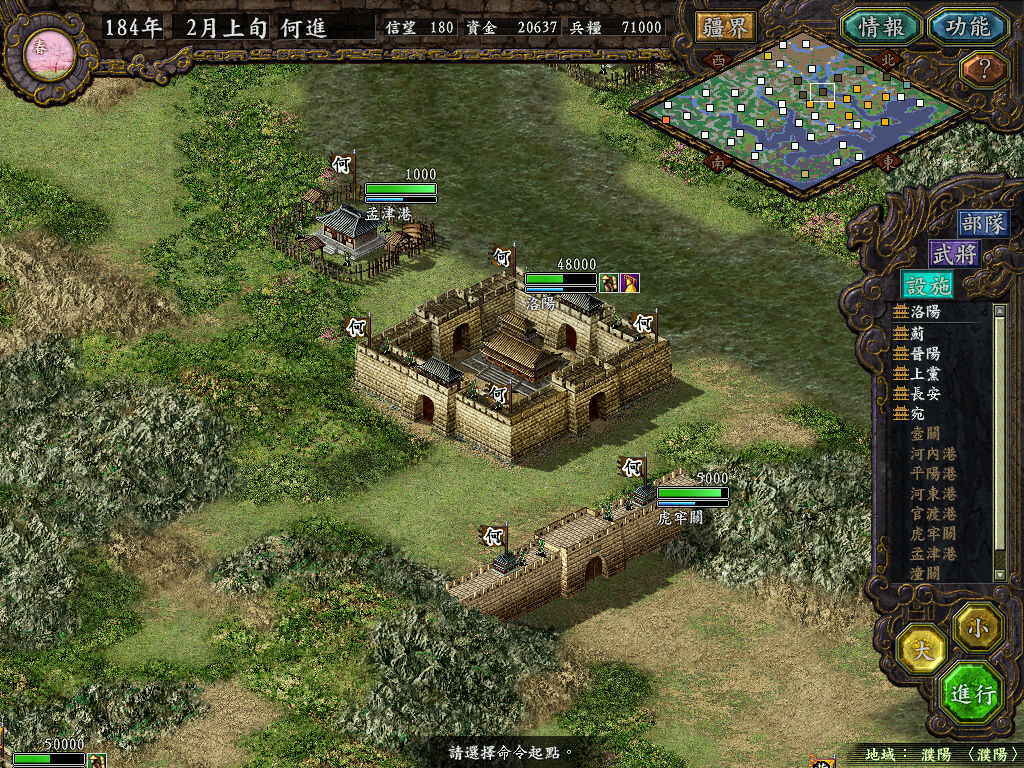 春
184年 2月上旬 何進 信望 180 資金 20637 兵糧 71000
疆界 情報 功能
?
西 北
南 東
何
1000
孟津港
何
48000
洛陽
何
何
何
何
5000
虎牢關
何
部隊
武將
設施
洛陽
薊
晉陽
上黨
長安
宛
壺關
河內港
平陽港
河東港
官渡港
虎牢關
孟津港
潼關
小
大
進行
50000
請選擇命令起點。
地域： 濮陽 〈濮陽〉